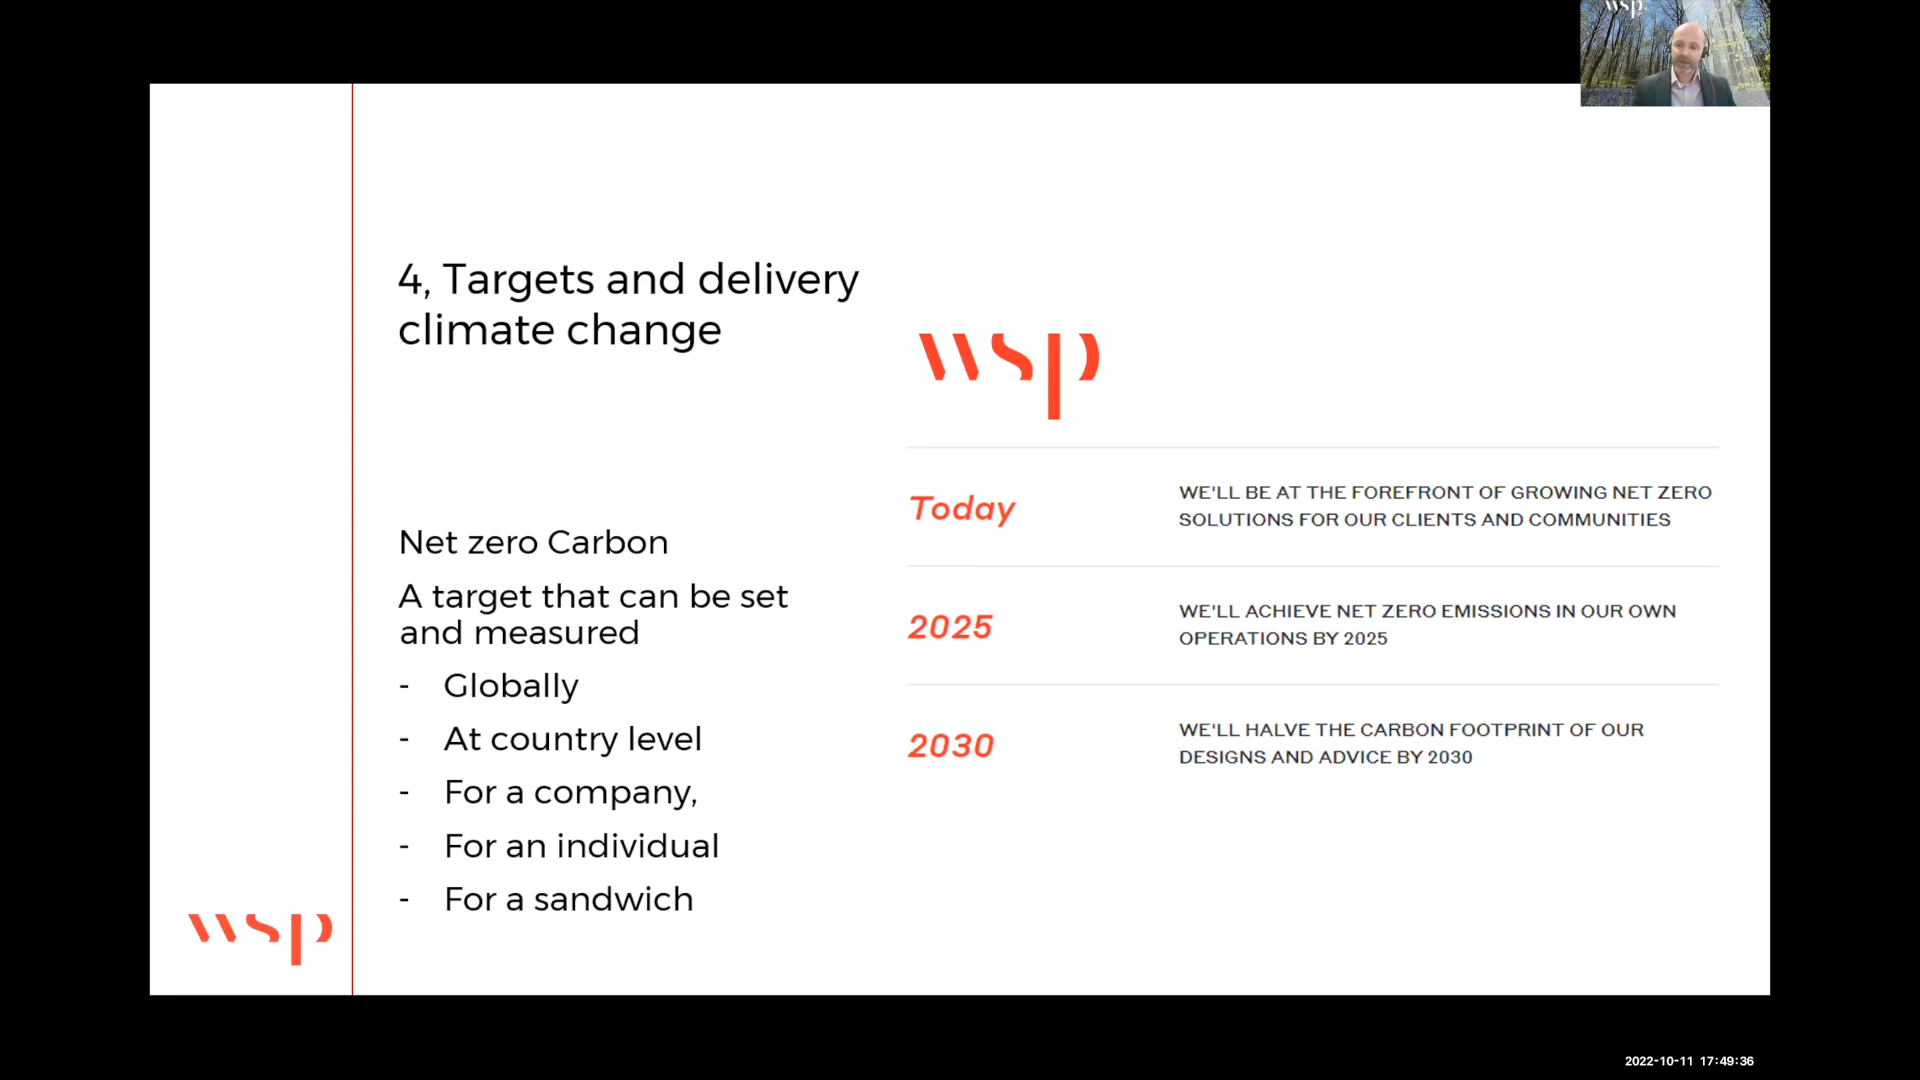 wsp
4, Targets and delivery
climate change
wsp
Net zero Carbon
A target that can be set
and measured
- Globally
- At country level
- For a company,
- For an individual
- For a sandwich
Today
WE'LL BE AT THE FOREFRONT OF GROWING NET ZERO
SOLUTIONS FOR OUR CLIENTS AND COMMUNITIES
2025
WE'LL ACHIEVE NET ZERO EMISSIONS IN OUR OWN
OPERATIONS BY 2025
2030
WE'LL HALVE THE CARBON FOOTPRINT OF OUR
DESIGNS AND ADVICE BY 2030
wsp
2022-10-11 17:49:36